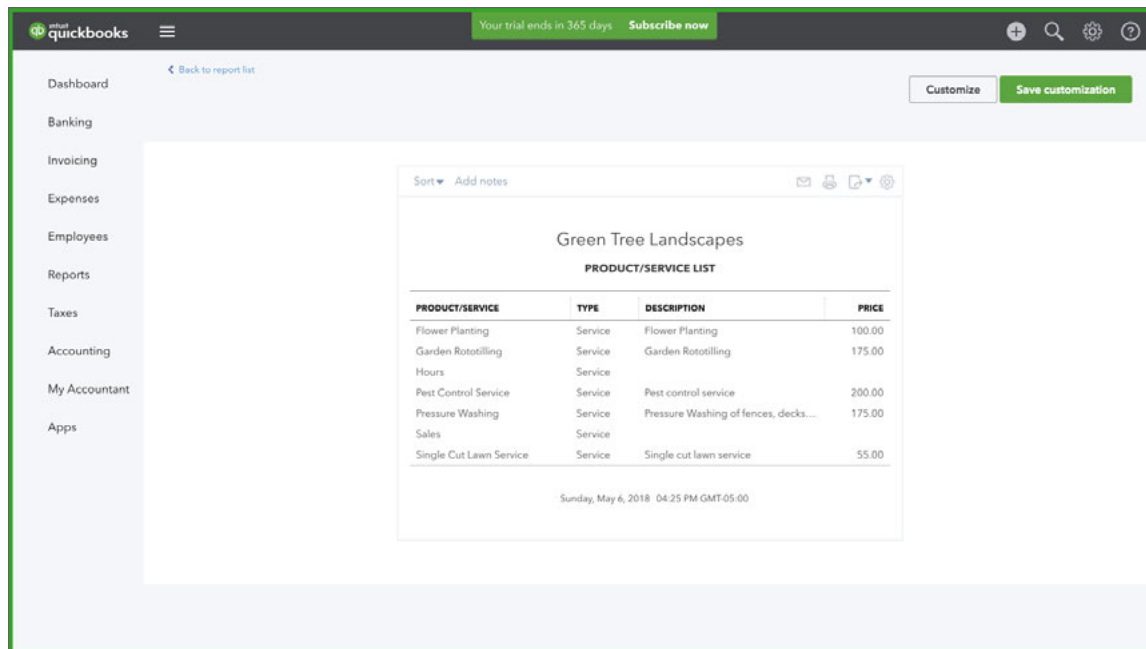 intuit
quickbooks
Your trial ends in 365 days Subscribe now
Dashboard
Banking
Invoicing
Expenses
Employees
Reports
Taxes
Accounting
My Accountant
Apps
Back to report list
Customize Save customization
Sort Add notes
Green Tree Landscapes
PRODUCT/SERVICE LIST
PRODUCT/SERVICE TYPE DESCRIPTION PRICE
Flower Planting Service Flower Planting 100.00
Garden Rototilling Service Garden Rototilling 175.00
Hours Service
Pest Control Service Service Pest control service 200.00
Pressure Washing Service Pressure Washing of fences, decks... 175.00
Sales Service
Single Cut Lawn Service Service Single cut lawn service 55.00
Sunday, May 6, 2018 04:25 PM GMT-05:00